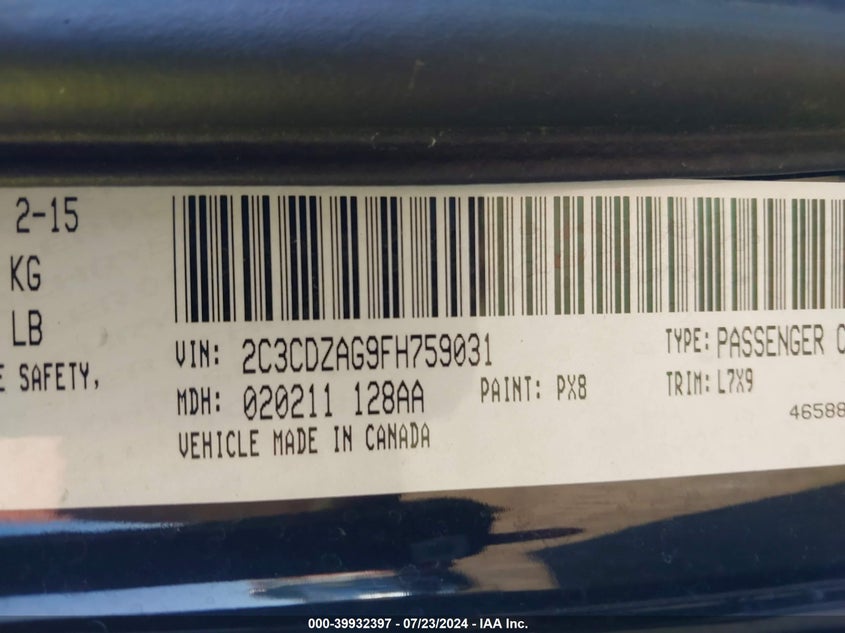 2-15
KG
LB
E SAFETY,
VIN: 2C3CDZAG9FH759031
TYPE: PASSENGER C
MDH: 020211 128AA
PAINT: PX8
TRIM: L7X9
VEHICLE MADE IN CANADA
46588
000-39932397 - 07/23/2024 - IAA Inc.